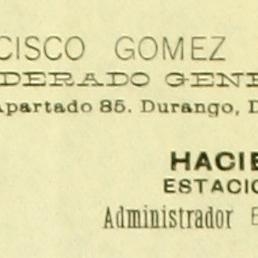 CISCO GOMEZ
DERADO GENE
Apartado 85. Durango, D
HACIE
ESTACIO
Administrador E